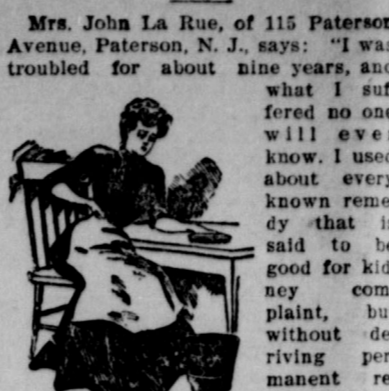 Mrs. John La Rue, of 115 Paterson
Avenue, Paterson, N. J., says: "I was
troubled for about nine years, and
what I suf
fered no one
will ever
know. I used
about every
known reme
dy that is
said to be
good for kid
ney com
plaint, but
without de
riving per
manent re